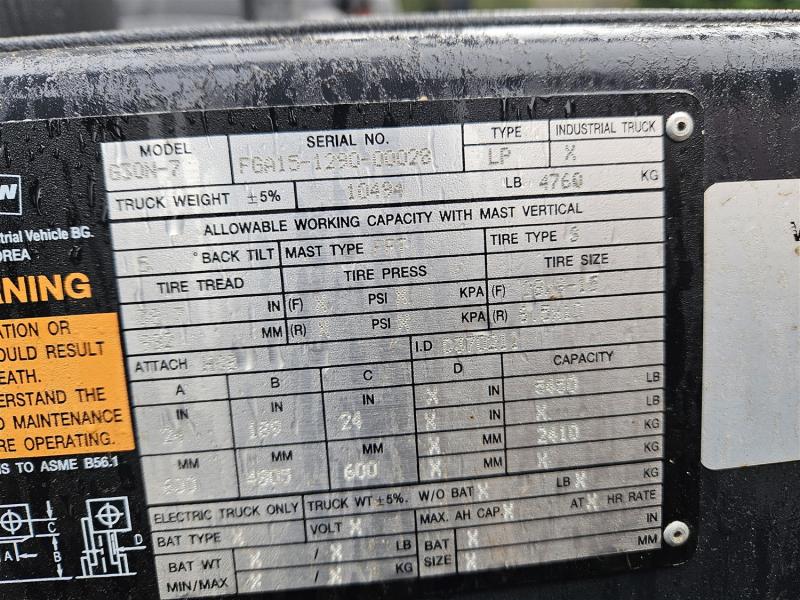 MODEL SERIAL NO. TYPE INDUSTRIAL TRUCK
G30N-7 FGA15-1290-00028 LP X
TRUCK WEIGHT ±5% 10494 LB 4760 KG
ALLOWABLE WORKING CAPACITY WITH MAST VERTICAL
° BACK TILT MAST TYPE TIRE TYPE S
TIRE TREAD TIRE PRESS TIRE SIZE
IN (F) X PSI X KPA (F)
MM (R) X PSI X KPA (R)
ATTACH I.D
A B C D CAPACITY
IN IN IN X IN LB
24 189 24 X IN X LB
MM MM MM X MM 2410 KG
600 4805 600 X MM X KG
ELECTRIC TRUCK ONLY TRUCK WT ±5%. W/O BAT X LB X KG
BAT TYPE X VOLT X MAX. AH CAP. X AT X HR RATE
BAT WT X / X LB BAT X IN
MIN/MAX X / X KG SIZE X MM
trial Vehicle BG.
OREA
NING
ATION OR
OULD RESULT
EATH.
ERSTAND THE
D MAINTENANCE
RE OPERATING.
S TO ASME B56.1
A B C D